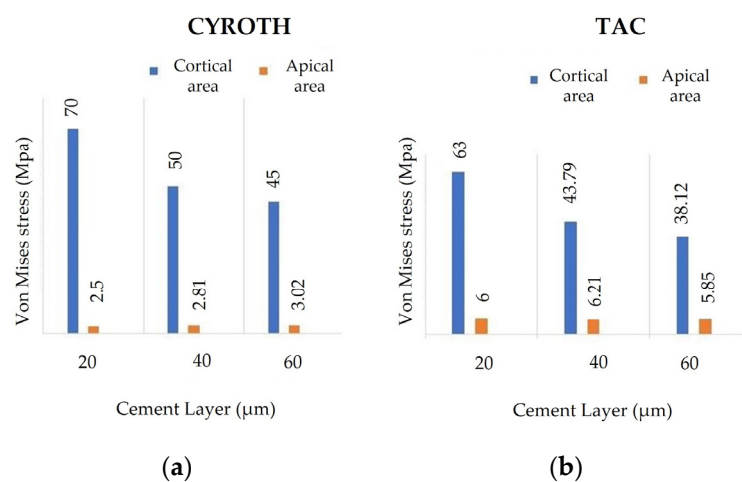 CYROTH
Cortical area
Apical area
Von Mises stress (Mpa)
70
2.5
50
2.81
45
3.02
20
40
60
Cement Layer (µm)
(a)
TAC
Cortical area
Apical area
Von Mises stress (Mpa)
63
6
43.79
6.21
38.12
5.85
20
40
60
Cement Layer (µm)
(b)